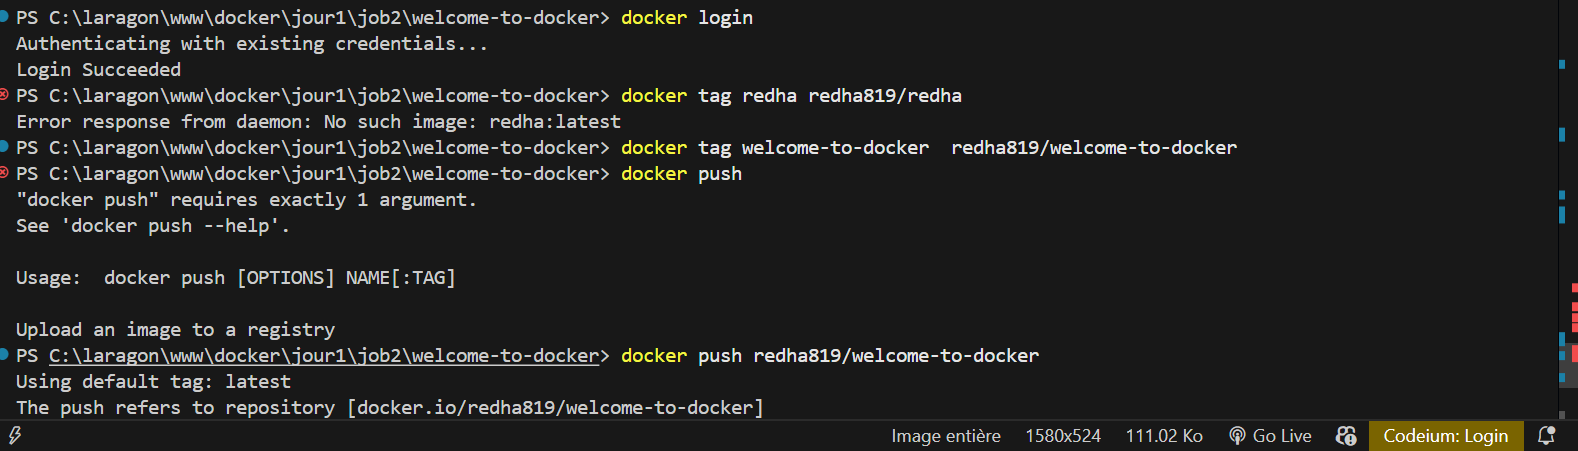 PS C:\laragon\www\docker\jour1\job2\welcome-to-docker> docker login
Authenticating with existing credentials...
Login Succeeded
PS C:\laragon\www\docker\jour1\job2\welcome-to-docker> docker tag redha redha819/redha
Error response from daemon: No such image: redha:latest
PS C:\laragon\www\docker\jour1\job2\welcome-to-docker> docker tag welcome-to-docker  redha819/welcome-to-docker
PS C:\laragon\www\docker\jour1\job2\welcome-to-docker> docker push
"docker push" requires exactly 1 argument.
See 'docker push --help'.
Usage:  docker push [OPTIONS] NAME[:TAG]
Upload an image to a registry
PS C:\laragon\www\docker\jour1\job2\welcome-to-docker> docker push redha819/welcome-to-docker
Using default tag: latest
The push refers to repository [docker.io/redha819/welcome-to-docker]
Image entière 1580x524 111.02 Ko Go Live Codeium: Login